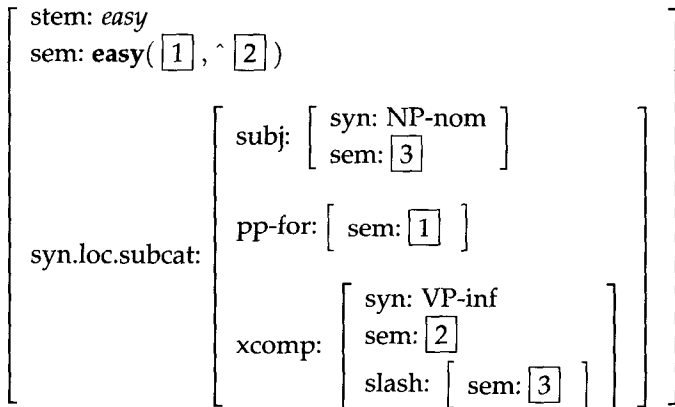 stem: easy
sem: easy( 1 , ^ 2 )
subj: syn: NP-nom
sem: 3
pp-for: sem: 1
syn.loc.subcat:
syn: VP-inf
xcomp: sem: 2
slash: sem: 3